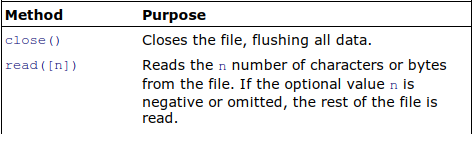 Method Purpose
close() Closes the file, flushing all data.
read([n]) Reads the n number of characters or bytes
from the file. If the optional value n is
negative or omitted, the rest of the file is
read.